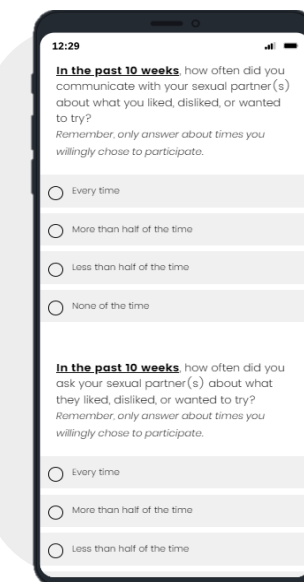 12:29
In the past 10 weeks, how often did you
communicate with your sexual partner(s)
about what you liked, disliked, or wanted
to try?
Remember, only answer about times you
willingly chose to participate.
Every time
More than half of the time
Less than half of the time
None of the time
In the past 10 weeks, how often did you
ask your sexual partner(s) about what
they liked, disliked, or wanted to try?
Remember, only answer about times you
willingly chose to participate.
Every time
More than half of the time
Less than half of the time